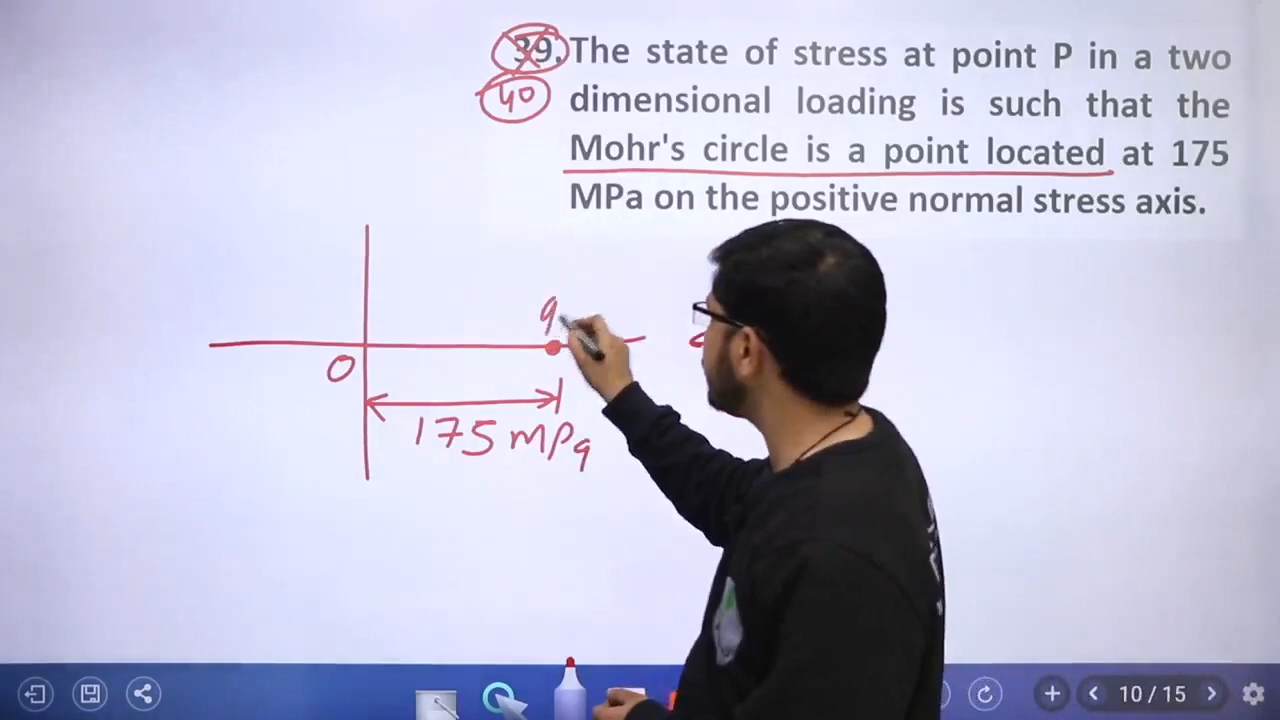 39. The state of stress at point P in a two
40 dimensional loading is such that the
Mohr's circle is a point located at 175
MPa on the positive normal stress axis.
O
175 MPa
10 / 15